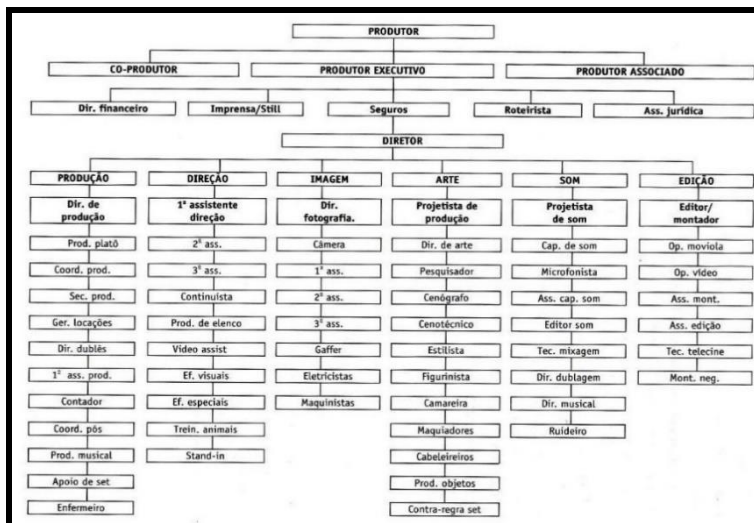 PRODUTOR
CO-PRODUTOR
PRODUTOR EXECUTIVO
PRODUTOR ASSOCIADO
Dir. financeiro
Imprensa/Still
Seguros
Roteirista
Ass. jurídica
DIRETOR
PRODUÇÃO
Dir. de
produção
Prod. platô
Coord. prod.
Sec. prod.
Ger. locações
Dir. dublês
1º ass. prod.
Contador
Coord. pós
Prod. musical
Apoio de set
Enfermeiro
DIREÇÃO
1º assistente
direção
2º ass.
3º ass.
Continuista
Prod. de elenco
Vídeo assist
Ef. visuais
Ef. especiais
Trein. animais
Stand-in
IMAGEM
Dir.
fotografia.
Câmera
1º ass.
2º ass.
3º ass.
Gaffer
Eletricistas
Maquinistas
ARTE
Projetista de
produção
Dir. de arte
Pesquisador
Cenógrafo
Cenotécnico
Estilista
Figurinista
Camareira
Maquiadores
Cabeleireiros
Prod. objetos
Contra-regra set
SOM
Projetista
de som
Cap. de som
Microfonista
Ass. cap. som
Editor som
Tec. mixagem
Dir. dublagem
Dir. musical
Ruideiro
EDIÇÃO
Editor/
montador
Op. moviola
Op. vídeo
Ass. mont.
Ass. edição
Tec. telecine
Mont. neg.